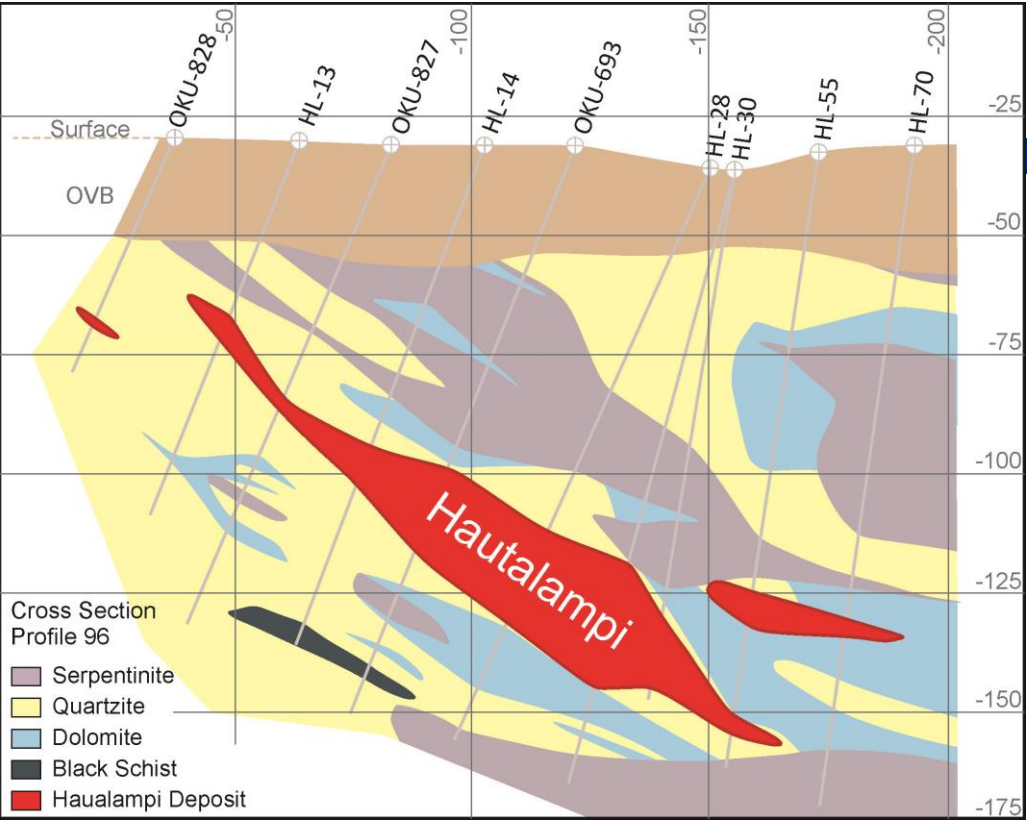 -50
-100
-150
-200
OKU-828
HL-13
OKU-827
HL-14
OKU-693
HL-28
HL-30
HL-55
HL-70
-25
Surface
OVB
-50
-75
-100
Hautalampi
-125
Cross Section
Profile 96
Serpentinite
Quartzite
-150
Dolomite
Black Schist
Haualampi Deposit
-175